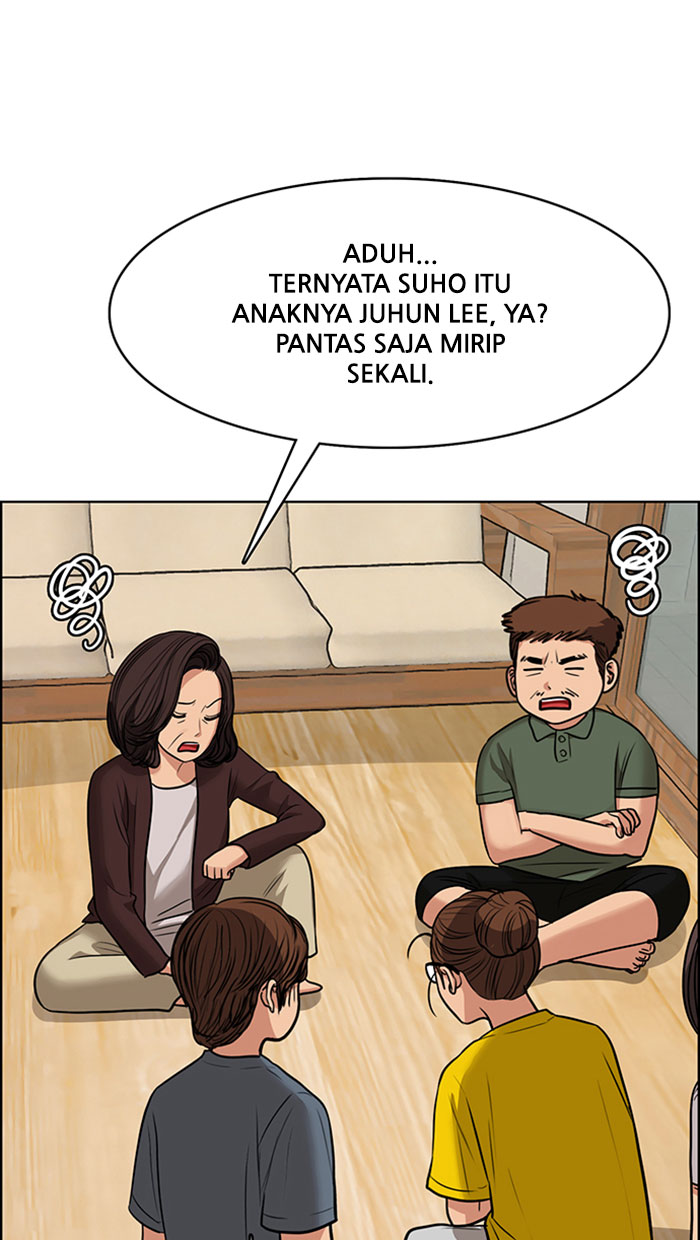 ADUH...
TERNYATA SUHO ITU
ANAKNYA JUHUN LEE, YA?
PANTAS SAJA MIRIP
SEKALI.